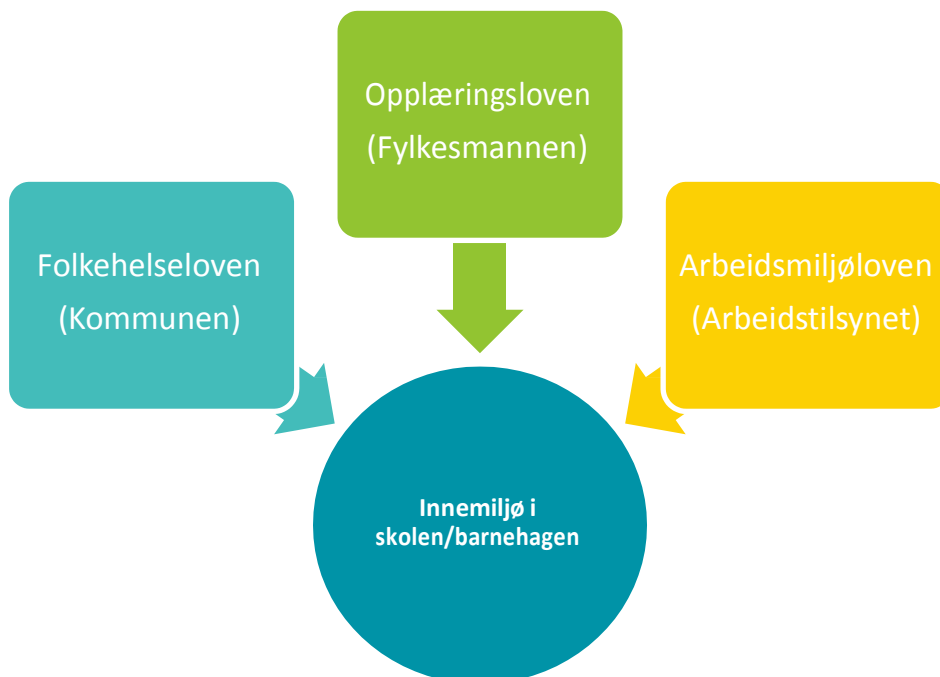 Opplæringsloven
(Fylkesmannen)
Folkehelseloven
(Kommunen)
Arbeidsmiljøloven
(Arbeidstilsynet)
Innemiljø i
skolen/barnehagen